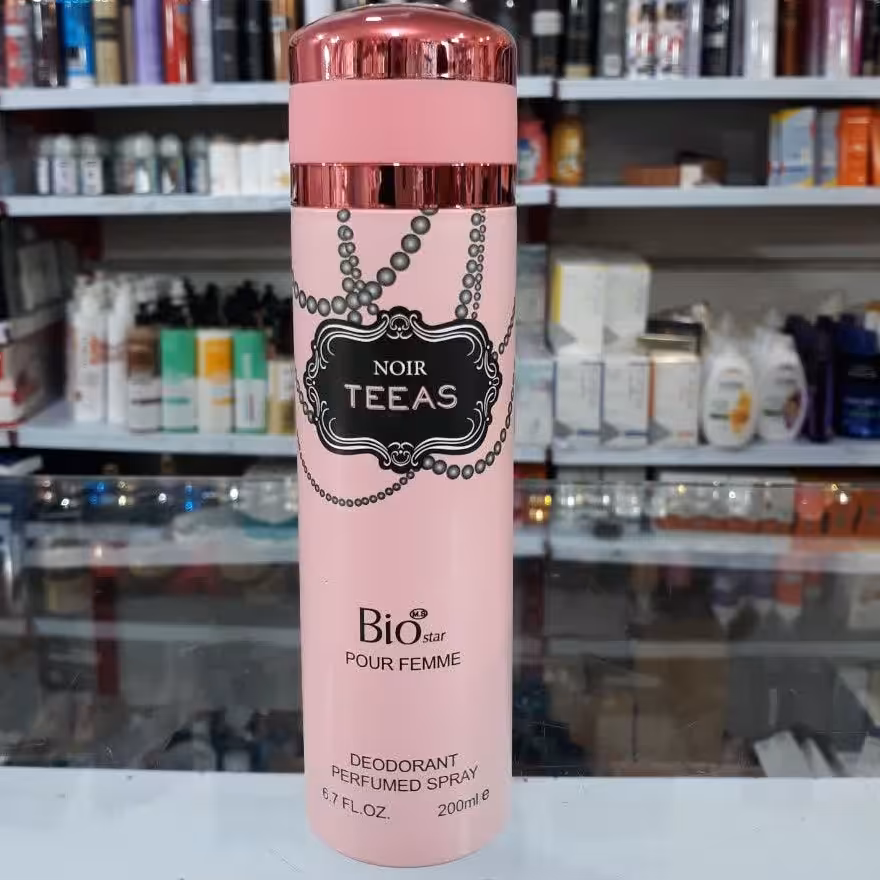 NOIR
TEEAS
Bio M.S star
POUR FEMME
DEODORANT
PERFUMED SPRAY
6.7 FL.OZ. 200ml e